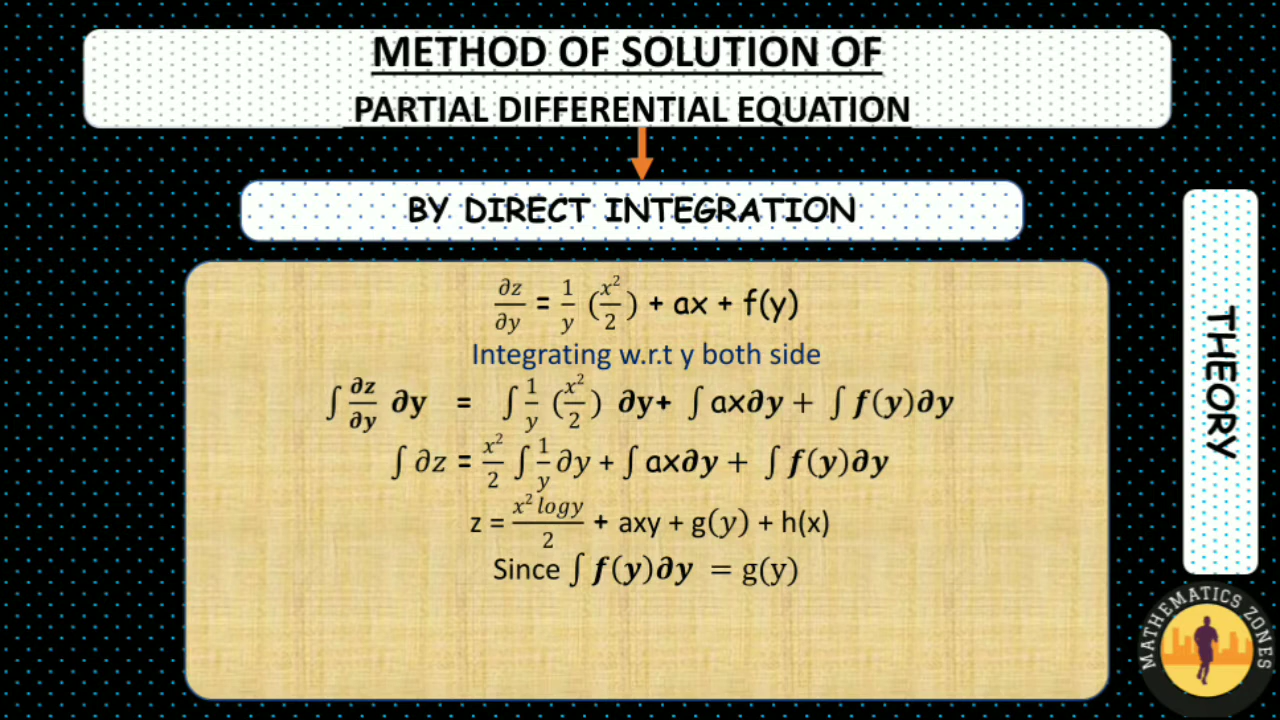 METHOD OF SOLUTION OF
PARTIAL DIFFERENTIAL EQUATION
BY DIRECT INTEGRATION
∂z/∂y = 1/y (x²/2) + ax + f(y)
Integrating w.r.t y both side
∫ ∂z/∂y ∂y = ∫ 1/y (x²/2) ∂y+ ∫ ax∂y + ∫ f(y)∂y
∫ ∂z = x²/2 ∫ 1/y ∂y + ∫ ax∂y + ∫ f(y)∂y
z = x² logy/2 + axy + g(y) + h(x)
Since ∫ f(y)∂y = g(y)
THEORY
MATHEMATICS ZONES